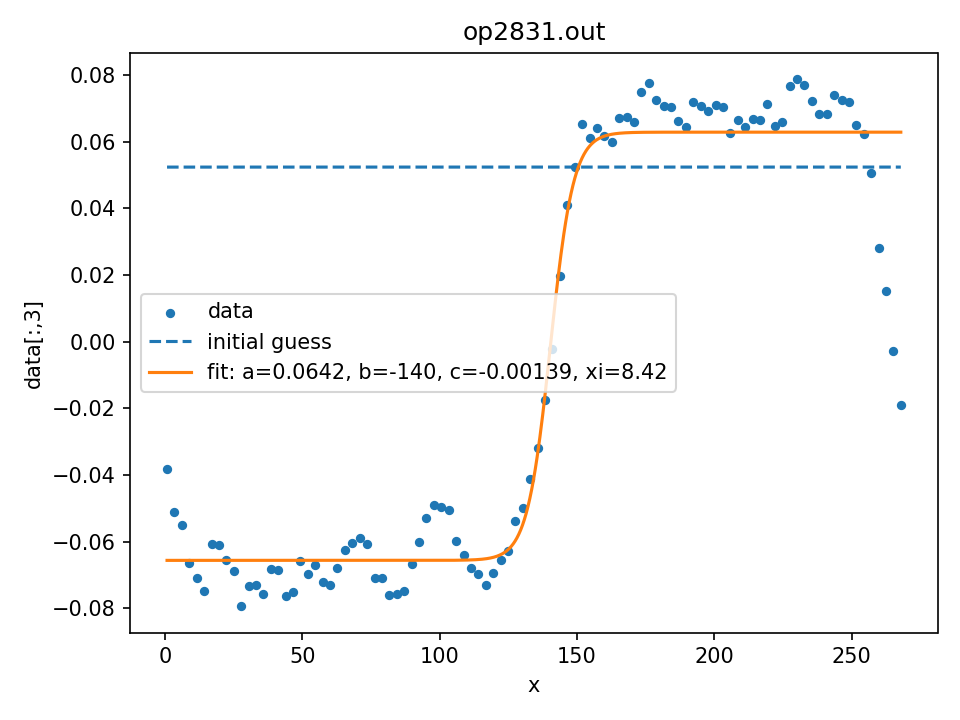 op2831.out
0.08
0.06
0.04
0.02
0.00
−0.02
−0.04
−0.06
−0.08
data[:,3]
data
initial guess
fit: a=0.0642, b=-140, c=-0.00139, xi=8.42
0 50 100 150 200 250
x